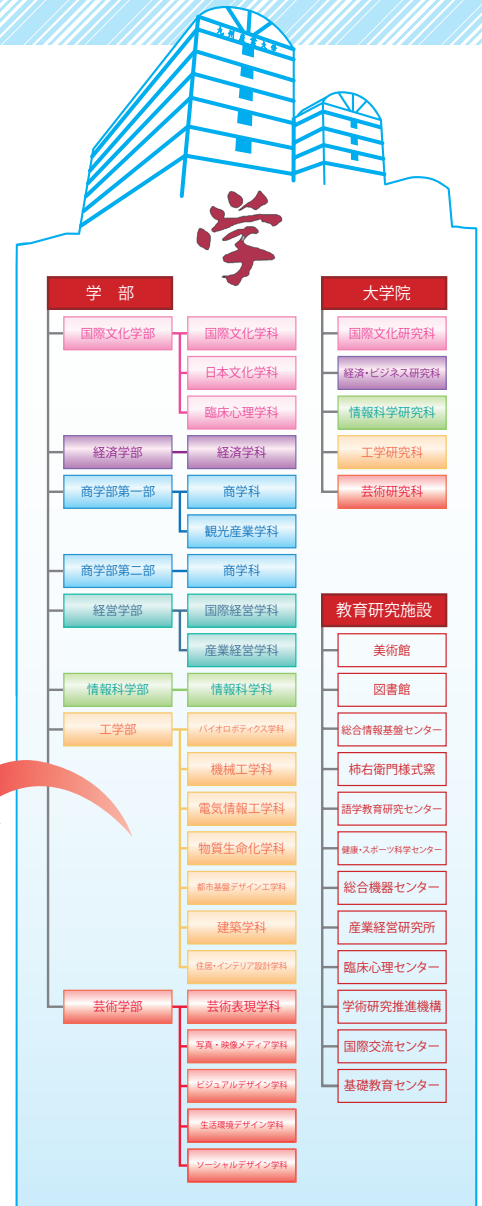 九州産業大学
学
学 部
国際文化学部
国際文化学科
日本文化学科
臨床心理学科
経済学部
経済学科
商学部第一部
商学科
観光産業学科
商学部第二部
商学科
経営学部
国際経営学科
産業経営学科
情報科学部
情報科学科
工学部
バイオロボティクス学科
機械工学科
電気情報工学科
物質生命化学科
都市基盤デザイン工学科
建築学科
住居・インテリア設計学科
芸術学部
芸術表現学科
写真・映像メディア学科
ビジュアルデザイン学科
生活環境デザイン学科
ソーシャルデザイン学科
大学院
国際文化研究科
経済・ビジネス研究科
情報科学研究科
工学研究科
芸術研究科
教育研究施設
美術館
図書館
総合情報基盤センター
柿右衛門様式窯
語学教育研究センター
健康・スポーツ科学センター
総合機器センター
産業経営研究所
臨床心理センター
学術研究推進機構
国際交流センター
基礎教育センター